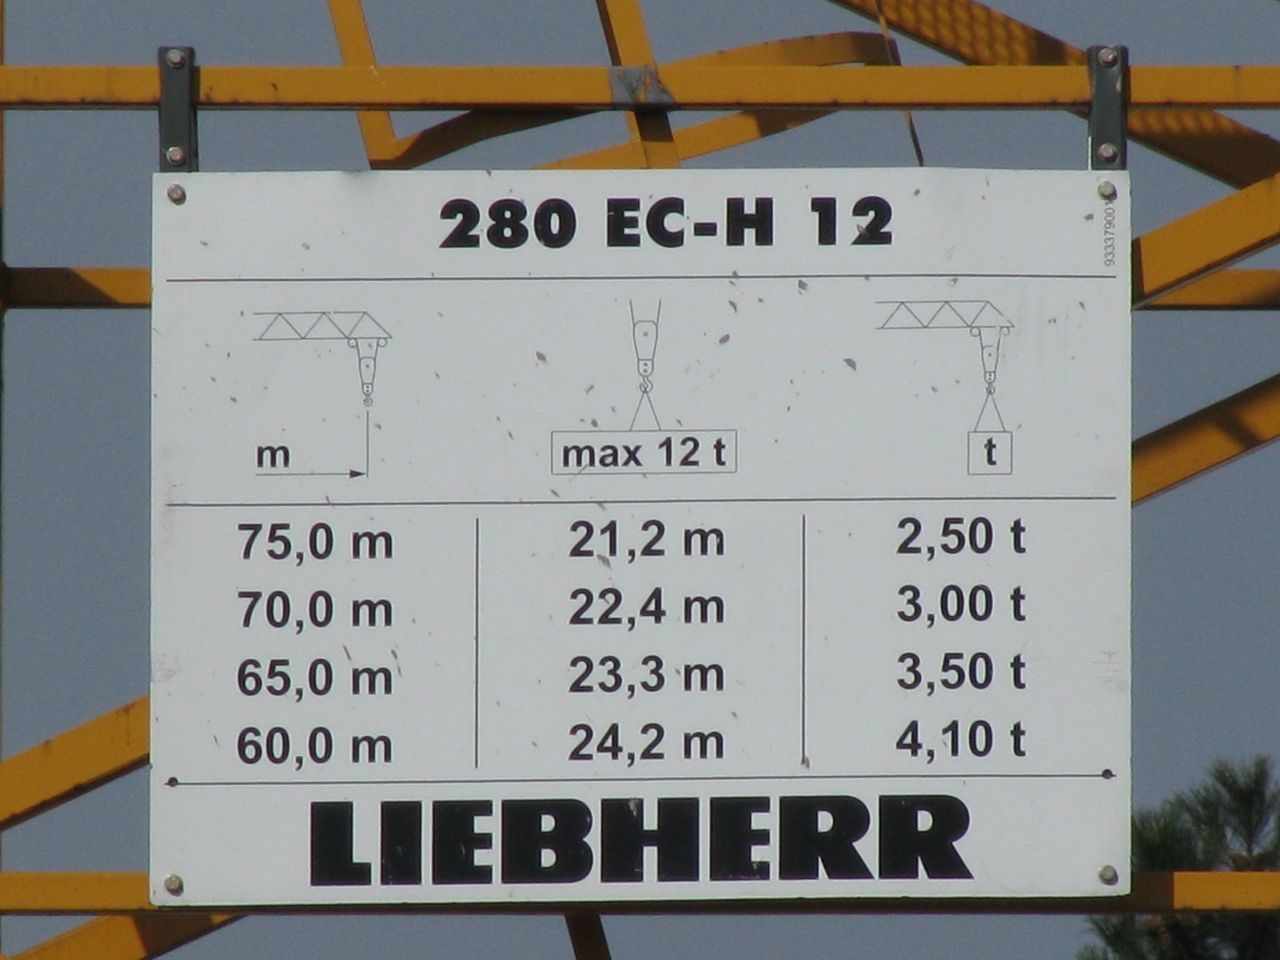 280 EC-H 12
933379001
m
max 12 t
t
75,0 m 21,2 m 2,50 t
70,0 m 22,4 m 3,00 t
65,0 m 23,3 m 3,50 t
60,0 m 24,2 m 4,10 t
LIEBHERR